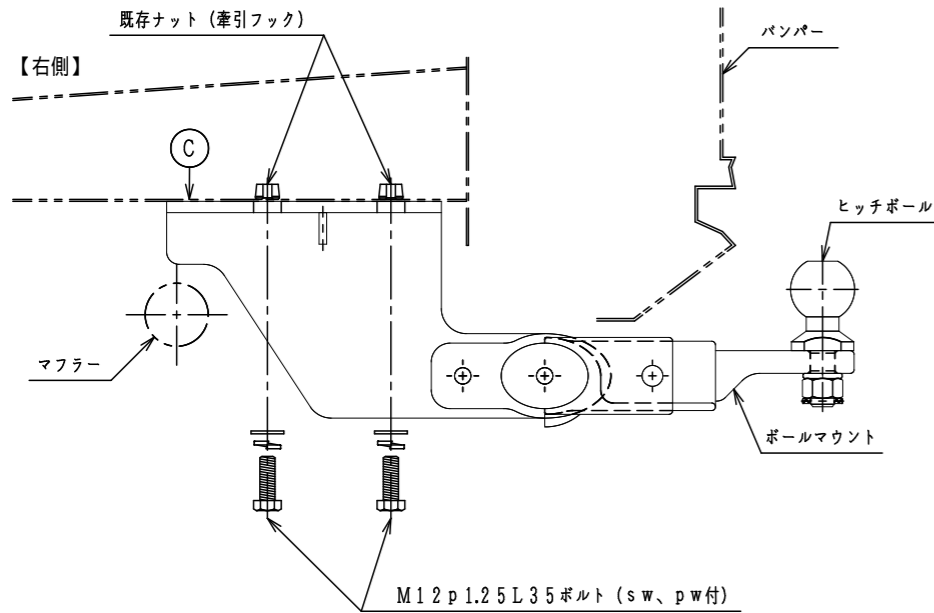 既存ナット（牽引フック）
【右側】
バンパー
C
ヒッチボール
マフラー
ボールマウント
M12p1.25L35ボルト（sw、pw付）